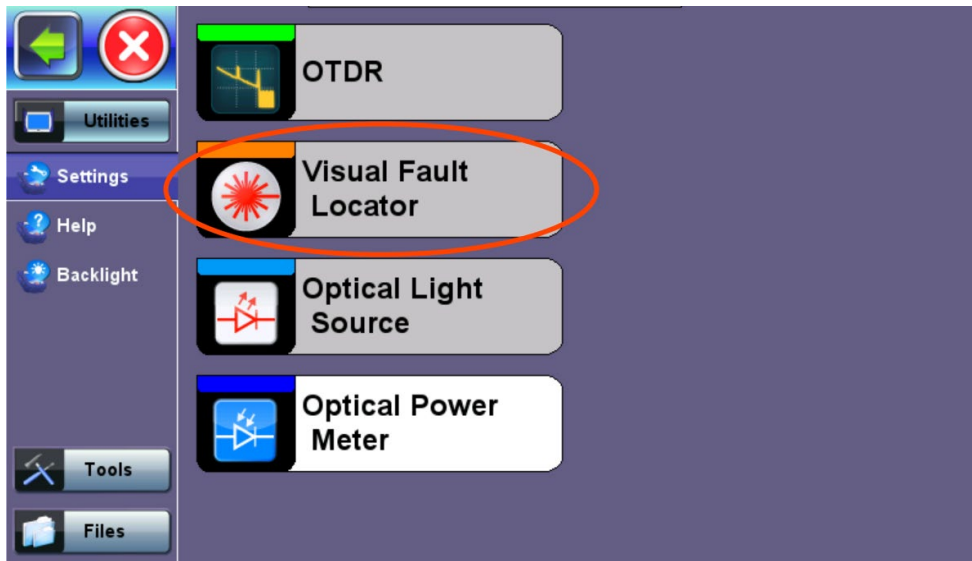 Utilities
Settings
Help
Backlight
Tools
Files
OTDR
Visual Fault
Locator
Optical Light
Source
Optical Power
Meter